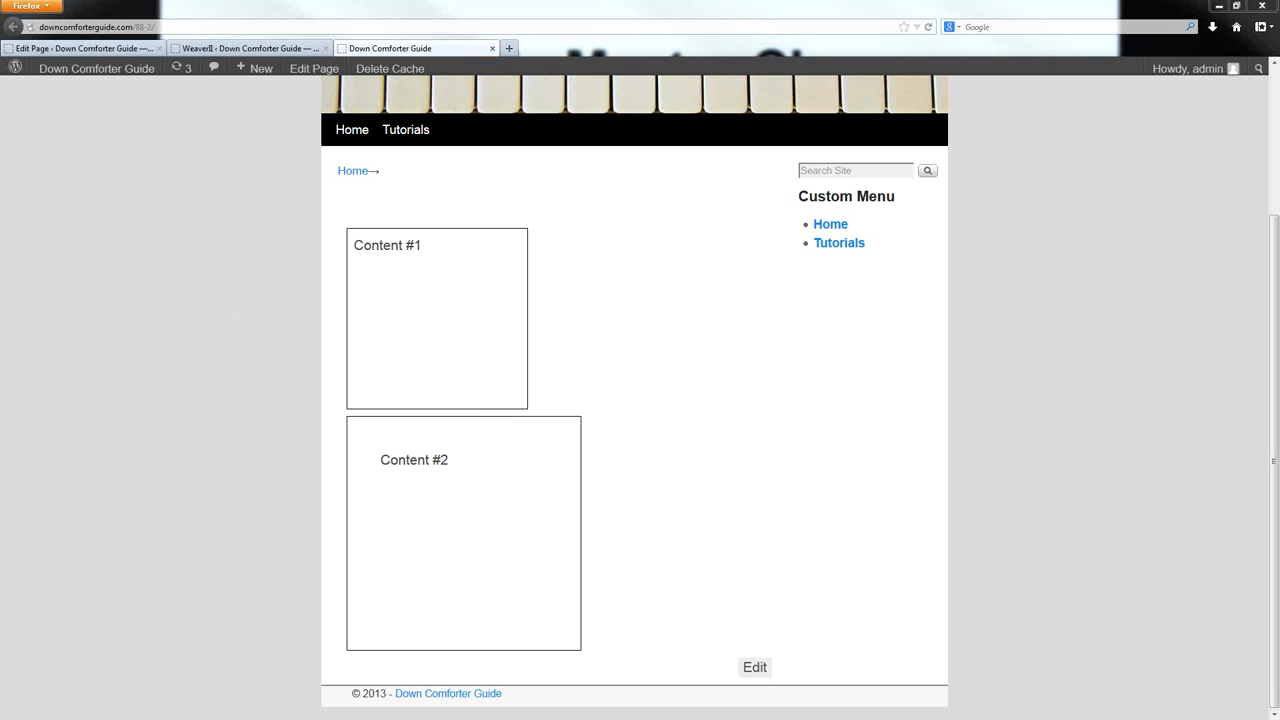 Firefox
downcomforterguide.com/88-2/
Google
Edit Page ‹ Down Comforter Guide —...
WeaverII ‹ Down Comforter Guide — ...
Down Comforter Guide
Down Comforter Guide
3
New
Edit Page
Delete Cache
Howdy, admin
Home
Tutorials
Home→
Search Site
Custom Menu
Home
Tutorials
Content #1
Content #2
Edit
© 2013 - Down Comforter Guide